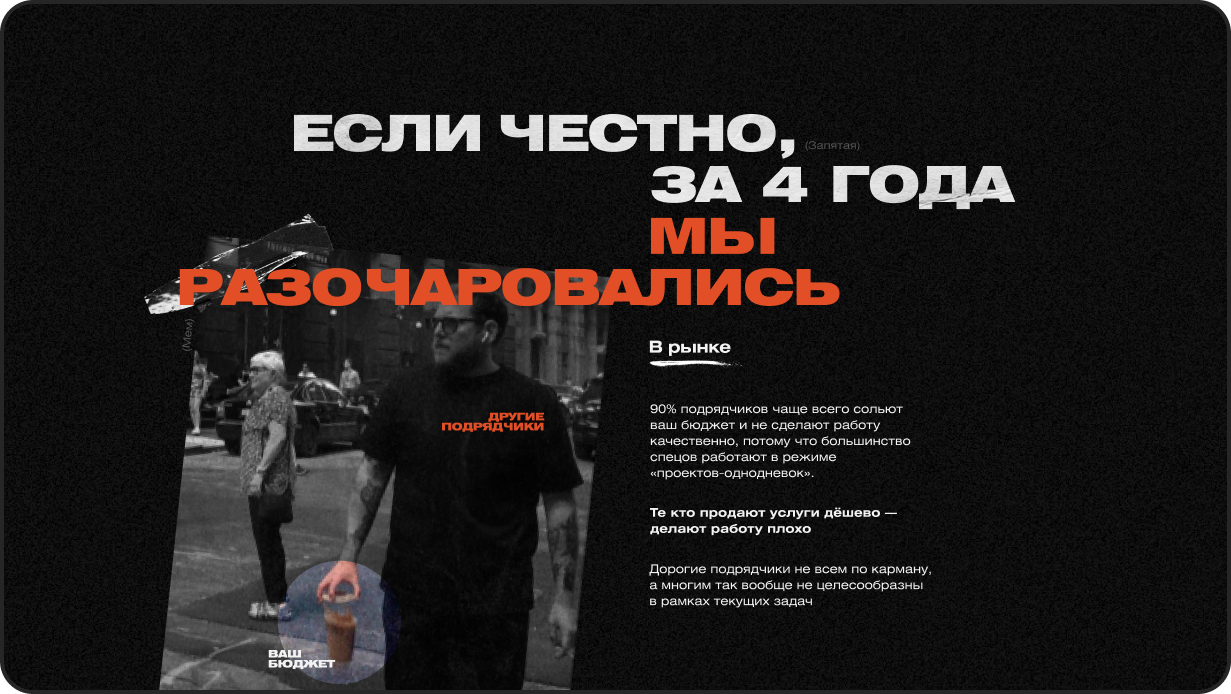 ЕСЛИ ЧЕСТНО,
(Запятая)
ЗА 4 ГОДА
МЫ
РАЗОЧАРОВАЛИСЬ
(Мем)
В рынке
ДРУГИЕ
ПОДРЯДЧИКИ
90% подрядчиков чаще всего сольют
ваш бюджет и не сделают работу
качественно, потому что большинство
спецов работают в режиме
«проектов-однодневок».
Те кто продают услуги дёшево —
делают работу плохо
Дорогие подрядчики не всем по карману,
а многим так вообще не целесообразны
в рамках текущих задач
ВАШ
БЮДЖЕТ